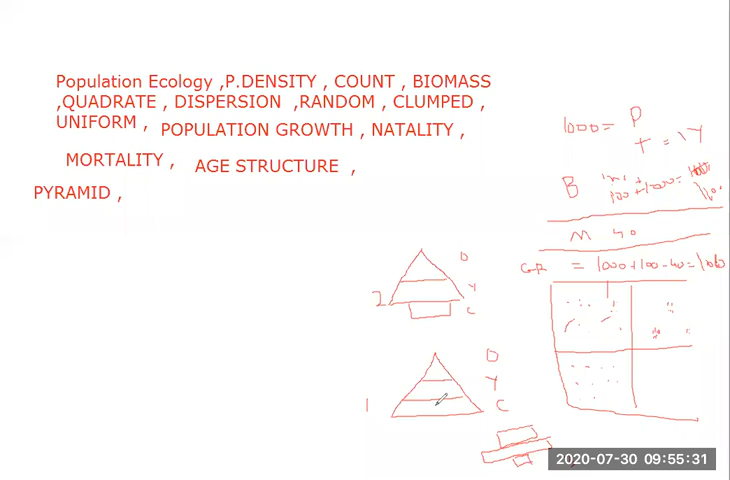 Population Ecology ,P.DENSITY , COUNT , BIOMASS
,QUADRATE , DISPERSION ,RANDOM , CLUMPED ,
UNIFORM , POPULATION GROWTH , NATALITY ,
MORTALITY , AGE STRUCTURE ,
PYRAMID ,
1000 = P
T = 1 Y
B
M 40
GR = 1000+100-40=1060
O
Y
2 C
O
Y
1 C
2020-07-30 09:55:31